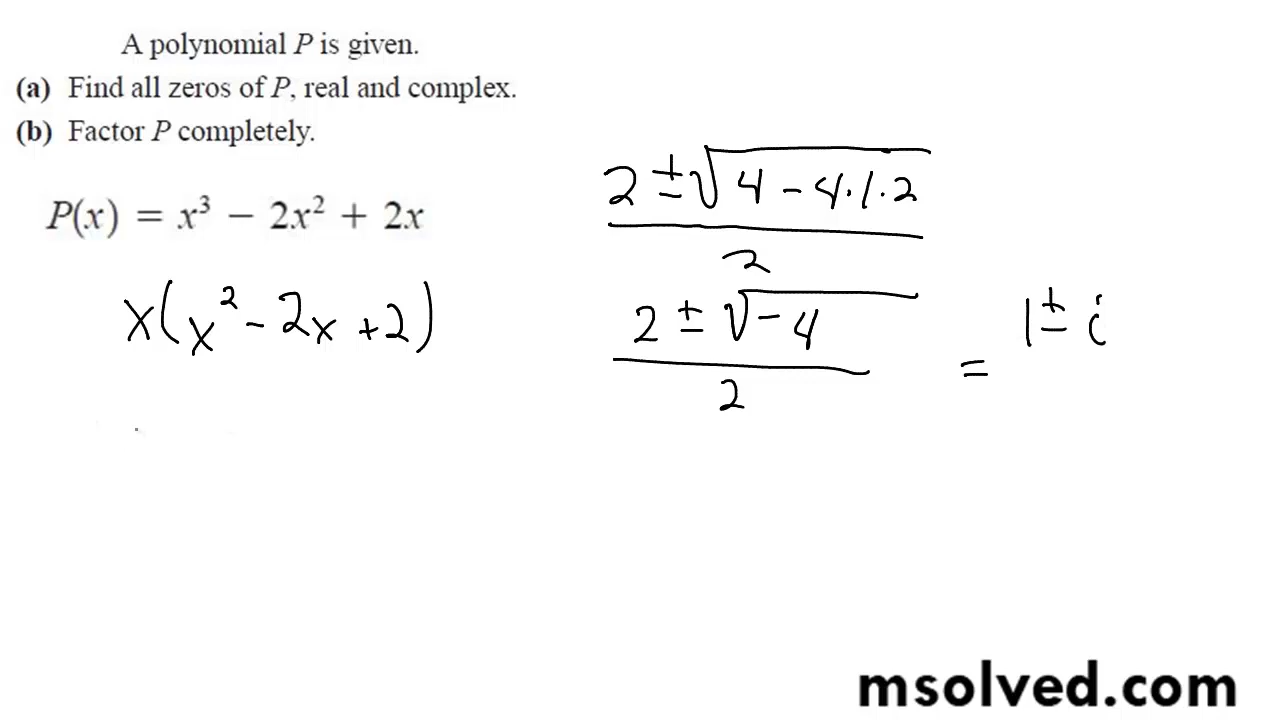 A polynomial P is given.
(a) Find all zeros of P, real and complex.
(b) Factor P completely.
P(x) = x³ − 2x² + 2x
x(x² - 2x + 2)
2 ± √4 - 4·1·2
2
2 ± √-4
2
= 1 ± i
msolved.com